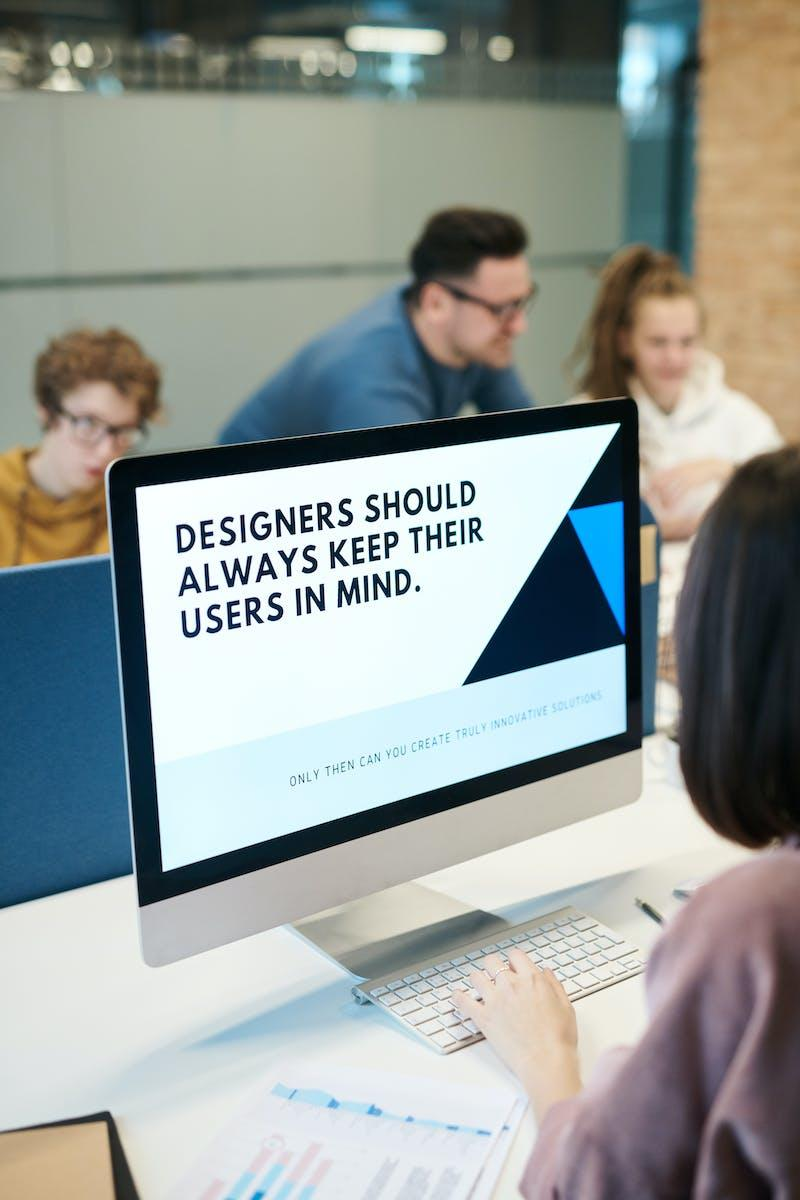 DESIGNERS SHOULD
ALWAYS KEEP THEIR
USERS IN MIND.
ONLY THEN CAN YOU CREATE TRULY INNOVATIVE SOLUTIONS